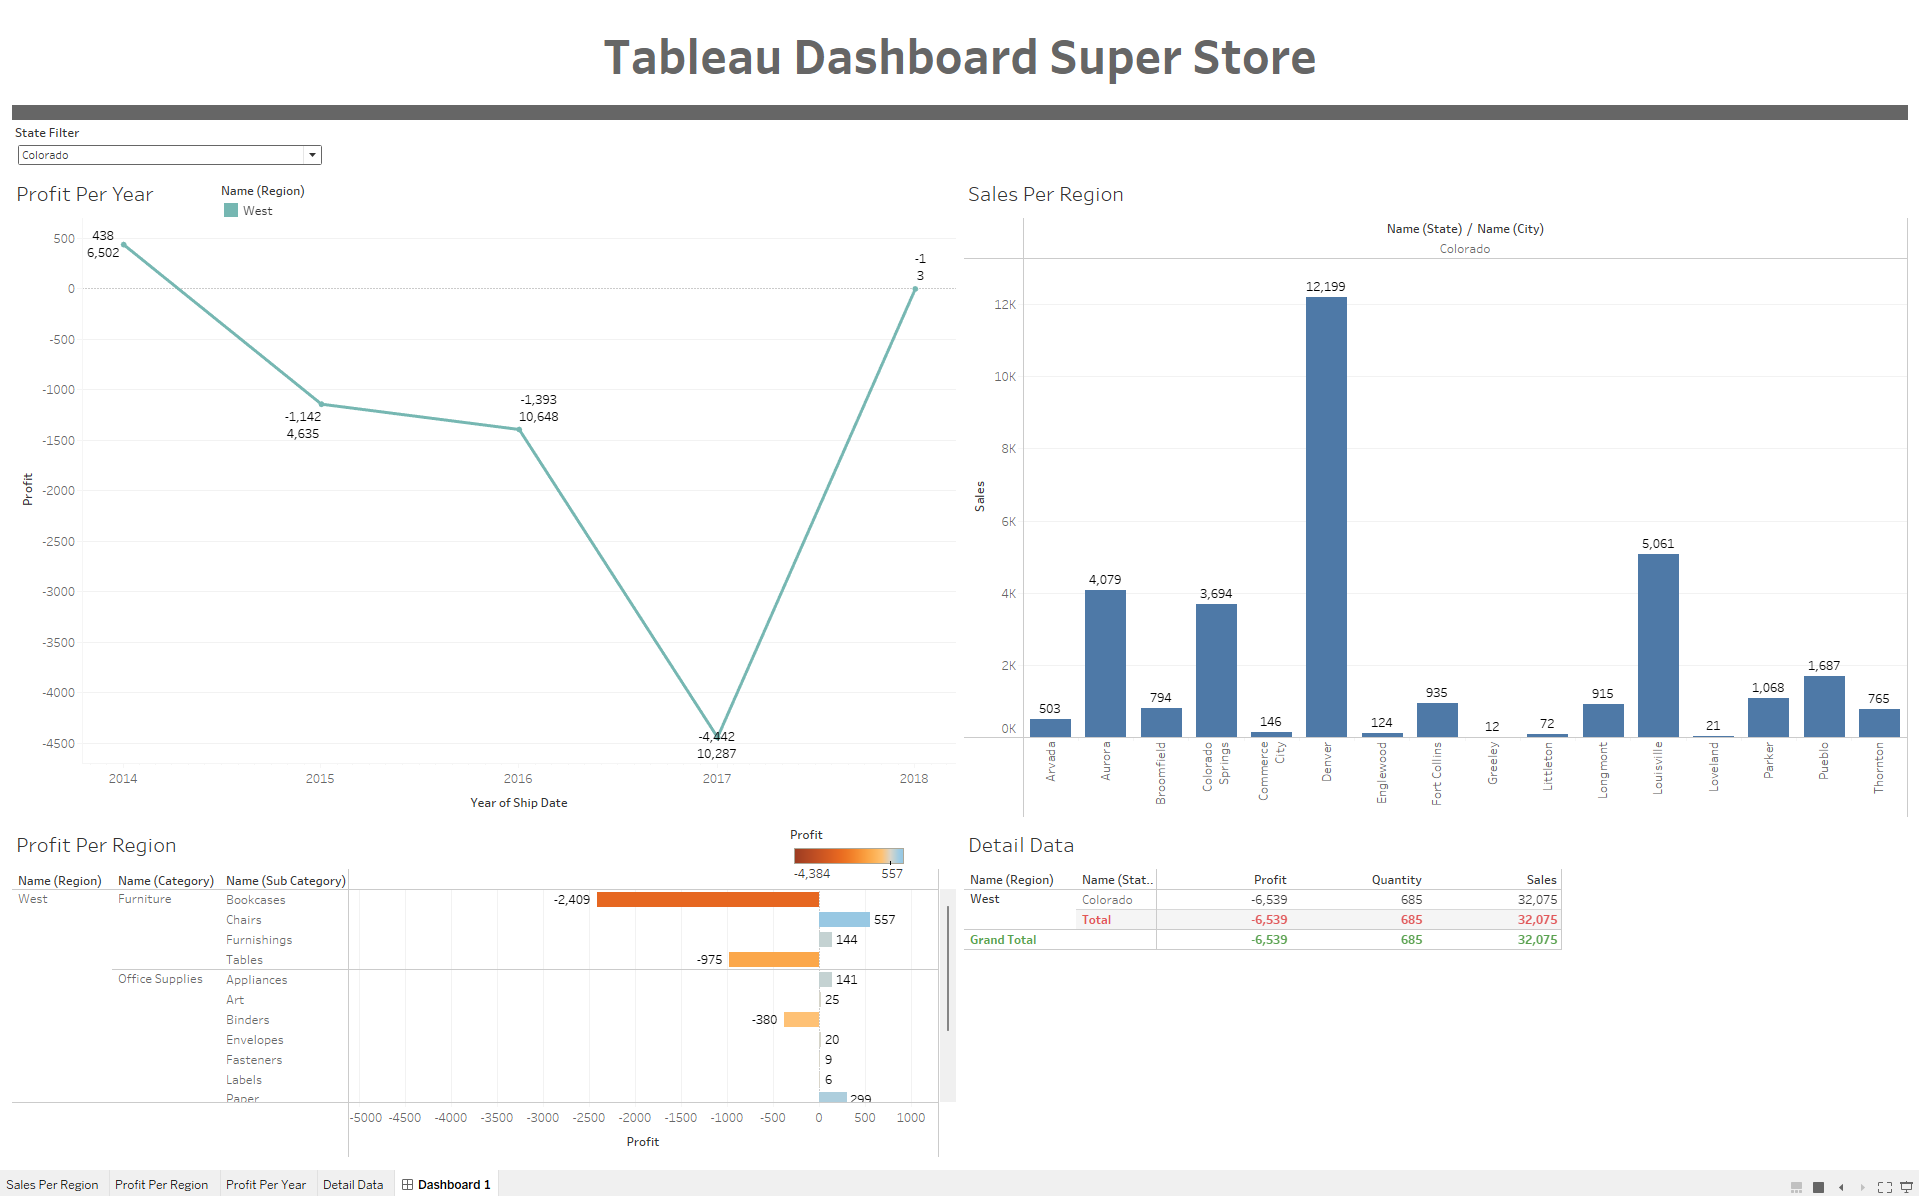 Tableau Dashboard Super Store
State Filter
Colorado
Profit Per Year
Name (Region)
West
500
0
-500
-1000
-1500
-2000
-2500
-3000
-3500
-4000
-4500
Profit
438
6,502
-1,142
4,635
-1,393
10,648
-4,442
10,287
-1
3
2014
2015
2016
2017
2018
Year of Ship Date
Sales Per Region
Name (State) / Name (City)
Colorado
12K
10K
8K
6K
4K
2K
0K
Sales
503
4,079
794
3,694
146
12,199
124
935
12
72
915
5,061
21
1,068
1,687
765
Arvada
Aurora
Broomfield
Colorado
Springs
Commerce
City
Denver
Englewood
Fort Collins
Greeley
Littleton
Longmont
Louisville
Loveland
Parker
Pueblo
Thornton
Profit Per Region
Profit
-4,384 557
Name (Region) Name (Category) Name (Sub Category)
West Furniture Bookcases -2,409
Chairs 557
Furnishings 144
Tables -975
Office Supplies Appliances 141
Art 25
Binders -380
Envelopes 20
Fasteners 9
Labels 6
Paper 299
-5000 -4500 -4000 -3500 -3000 -2500 -2000 -1500 -1000 -500 0 500 1000
Profit
Detail Data
Name (Region) Name (Stat.. Profit Quantity Sales
West Colorado -6,539 685 32,075
Total -6,539 685 32,075
Grand Total -6,539 685 32,075
Sales Per Region Profit Per Region Profit Per Year Detail Data Dashboard 1